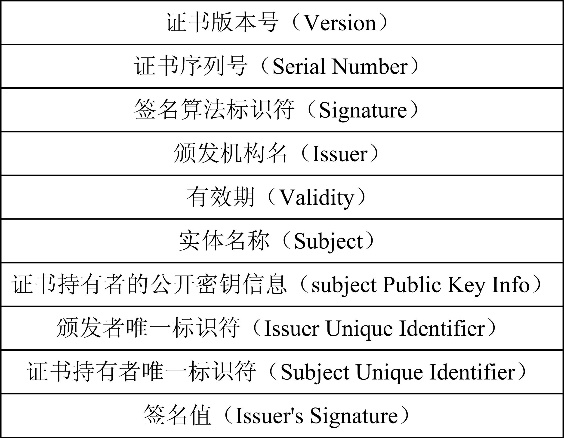 证书版本号（Version）
证书序列号（Serial Number）
签名算法标识符（Signature）
颁发机构名（Issuer）
有效期（Validity）
实体名称（Subject）
证书持有者的公开密钥信息（subject Public Key Info）
颁发者唯一标识符（Issuer Unique Identifier）
证书持有者唯一标识符（Subject Unique Identifier）
签名值（Issuer's Signature）